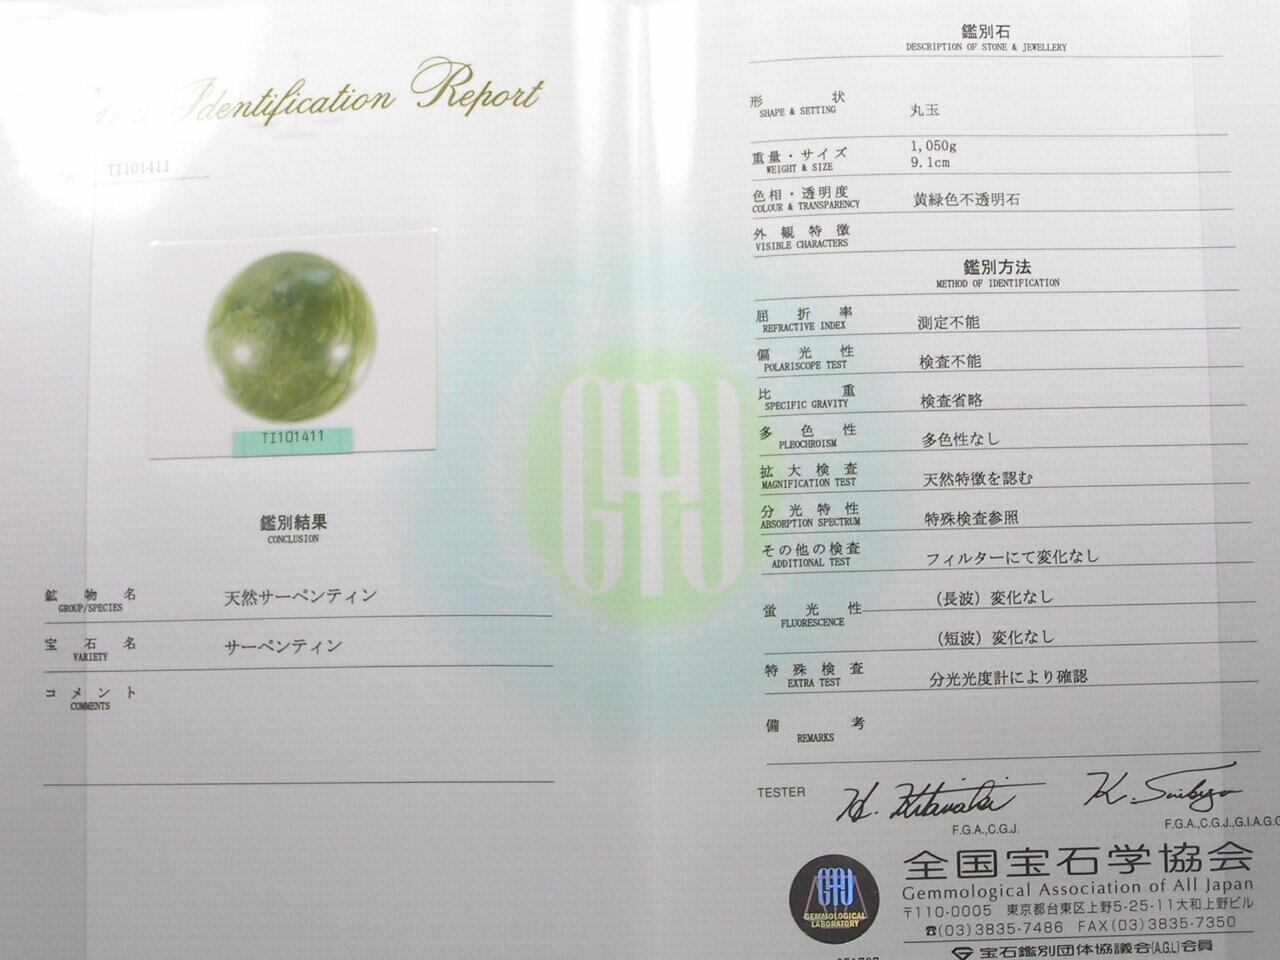 Gem Identification Report
No. TI101411
TI101411
鑑別結果
CONCLUSION
鉱物名 天然サーペンティン
GROUP/SPECIES
宝石名 サーペンティン
VARIETY
コメント
COMMENTS
鑑別石
DESCRIPTION OF STONE & JEWELLERY
形状 丸玉
SHAPE & SETTING
重量・サイズ 1,050g
WEIGHT & SIZE 9.1cm
色相・透明度 黄緑色不透明石
COLOUR & TRANSPARENCY
外観特徴
VISIBLE CHARACTERS
鑑別方法
METHOD OF IDENTIFICATION
屈折率 測定不能
REFRACTIVE INDEX
偏光性 検査不能
POLARISCOPE TEST
比重 検査省略
SPECIFIC GRAVITY
多色性 多色性なし
PLEOCHROISM
拡大検査 天然特徴を認む
MAGNIFICATION TEST
分光特性 特殊検査参照
ABSORPTION SPECTRUM
その他の検査 フィルターにて変化なし
ADDITIONAL TEST
蛍光性 (長波) 変化なし
FLUORESCENCE
(短波) 変化なし
特殊検査 分光光度計により確認
EXTRA TEST
備考
REMARKS
TESTER
F.G.A.,C.G.J.
F.G.A.,C.G.J.,G.I.A.G.G
GAAJ
GEMMOLOGICAL
LABORATORY
全国宝石学協会
Gemmological Association of All Japan
〒110-0005 東京都台東区上野5-25-11大和上野ビル
☎(03)3835-7486 FAX(03)3835-7350
宝石鑑別団体協議会(A.G.L)会員